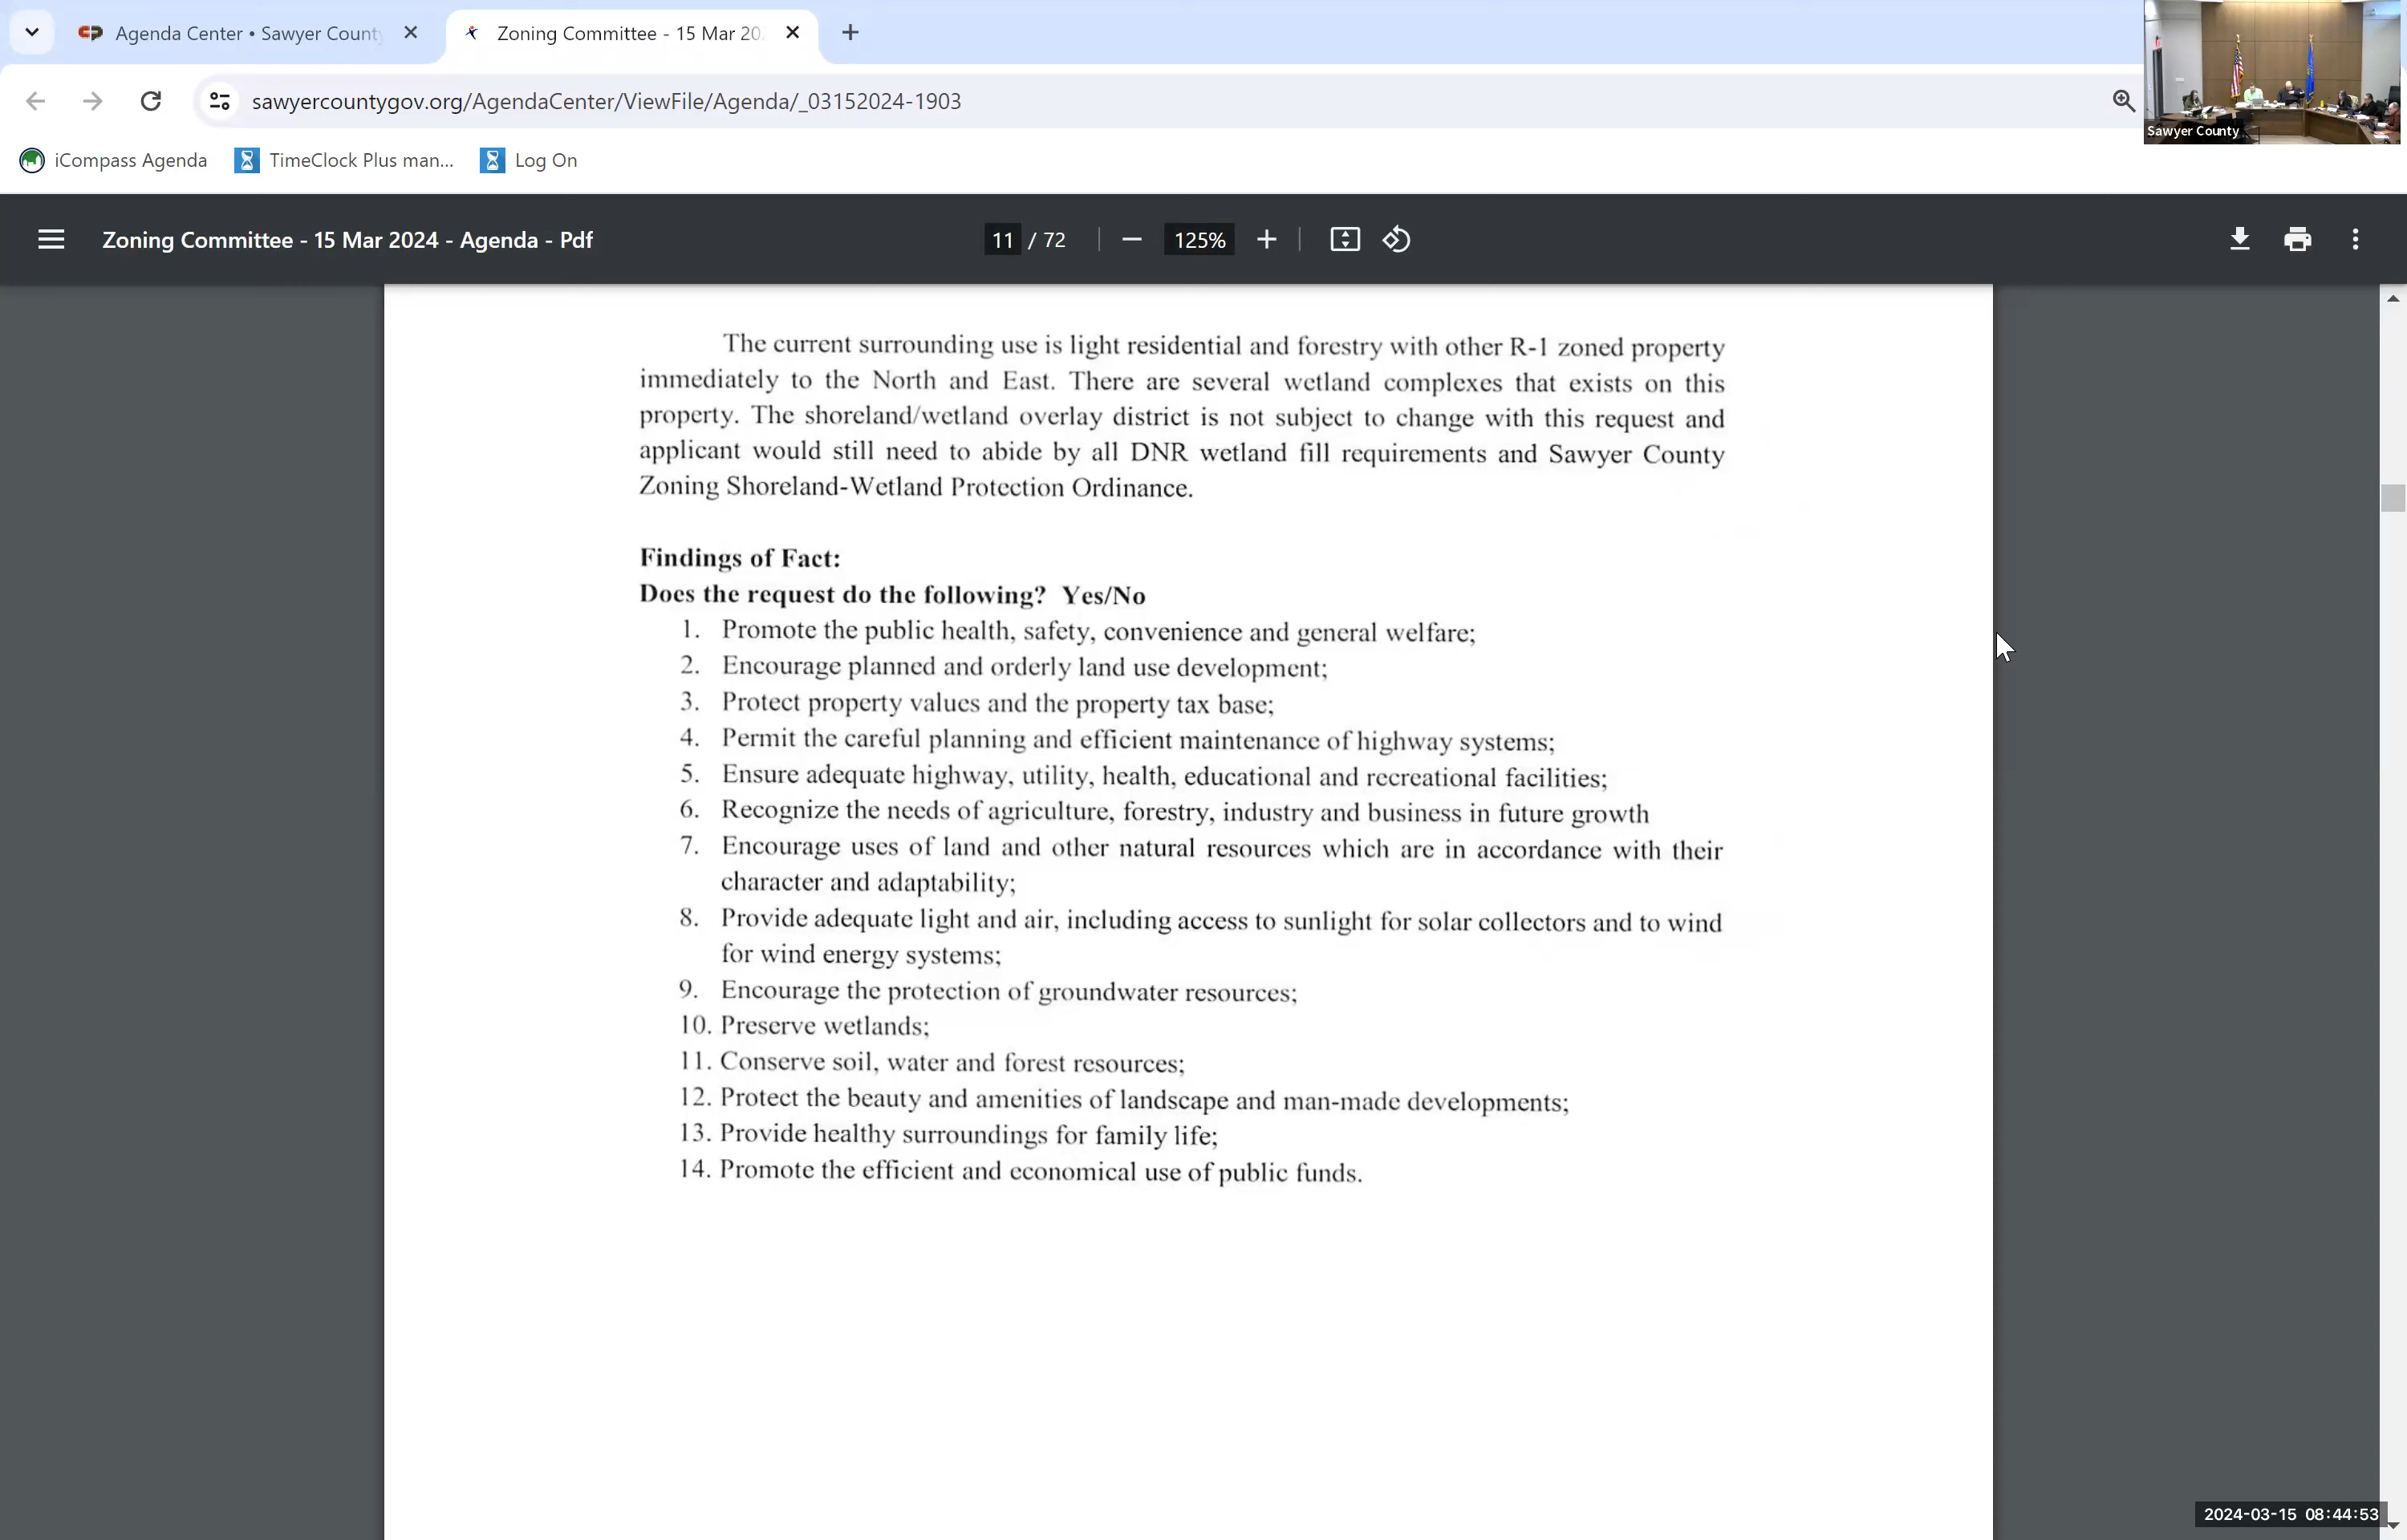 Agenda Center • Sawyer Count
Zoning Committee - 15 Mar 20
sawyercountygov.org/AgendaCenter/ViewFile/Agenda/_03152024-1903
Sawyer County
iCompass Agenda
TimeClock Plus man...
Log On
Zoning Committee - 15 Mar 2024 - Agenda - Pdf
11 / 72
125%
The current surrounding use is light residential and forestry with other R-1 zoned property
immediately to the North and East. There are several wetland complexes that exists on this
property. The shoreland/wetland overlay district is not subject to change with this request and
applicant would still need to abide by all DNR wetland fill requirements and Sawyer County
Zoning Shoreland-Wetland Protection Ordinance.
Findings of Fact:
Does the request do the following? Yes/No
1. Promote the public health, safety, convenience and general welfare;
2. Encourage planned and orderly land use development;
3. Protect property values and the property tax base;
4. Permit the careful planning and efficient maintenance of highway systems;
5. Ensure adequate highway, utility, health, educational and recreational facilities;
6. Recognize the needs of agriculture, forestry, industry and business in future growth
7. Encourage uses of land and other natural resources which are in accordance with their
character and adaptability;
8. Provide adequate light and air, including access to sunlight for solar collectors and to wind
for wind energy systems;
9. Encourage the protection of groundwater resources;
10. Preserve wetlands;
11. Conserve soil, water and forest resources;
12. Protect the beauty and amenities of landscape and man-made developments;
13. Provide healthy surroundings for family life;
14. Promote the efficient and economical use of public funds.
2024-03-15 08:44:53